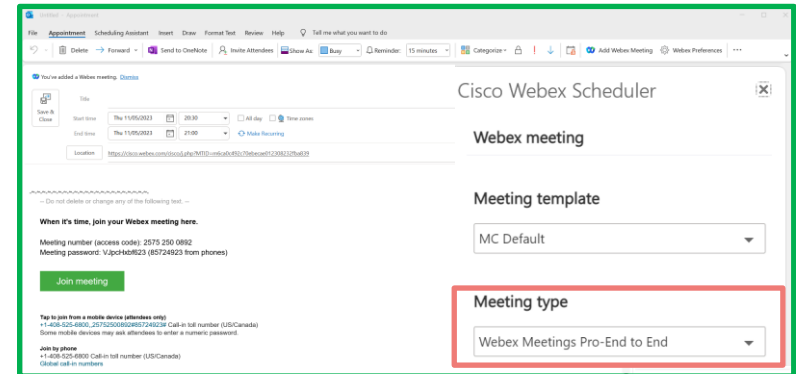 Untitled - Appointment
File Appointment Scheduling Assistant Insert Draw Format Text Review Help Tell me what you want to do
Delete Forward Send to OneNote Invite Attendees Show As: Busy Reminder: 15 minutes Categorize Add Webex Meeting Webex Preferences ...
You've added a Webex meeting. Dismiss
Save & Close
Title
Start time Thu 11/05/2023 20:30 All day Time zones
End time Thu 11/05/2023 21:00 Make Recurring
Location
-- Do not delete or change any of the following text. --
When it's time, join your Webex meeting here.
Meeting number (access code): 2575 250 0892
Meeting password: VJpcHxbf623 (85724923 from phones)
Join meeting
Tap to join from a mobile device (attendees only)
+1-408-525-6800,,25752500892#85724923# Call-in toll number (US/Canada)
Some mobile devices may ask attendees to enter a numeric password.
Join by phone
+1-408-525-6800 Call-in toll number (US/Canada)
Global call-in numbers
Cisco Webex Scheduler
Webex meeting
Meeting template
MC Default
Meeting type
Webex Meetings Pro-End to End